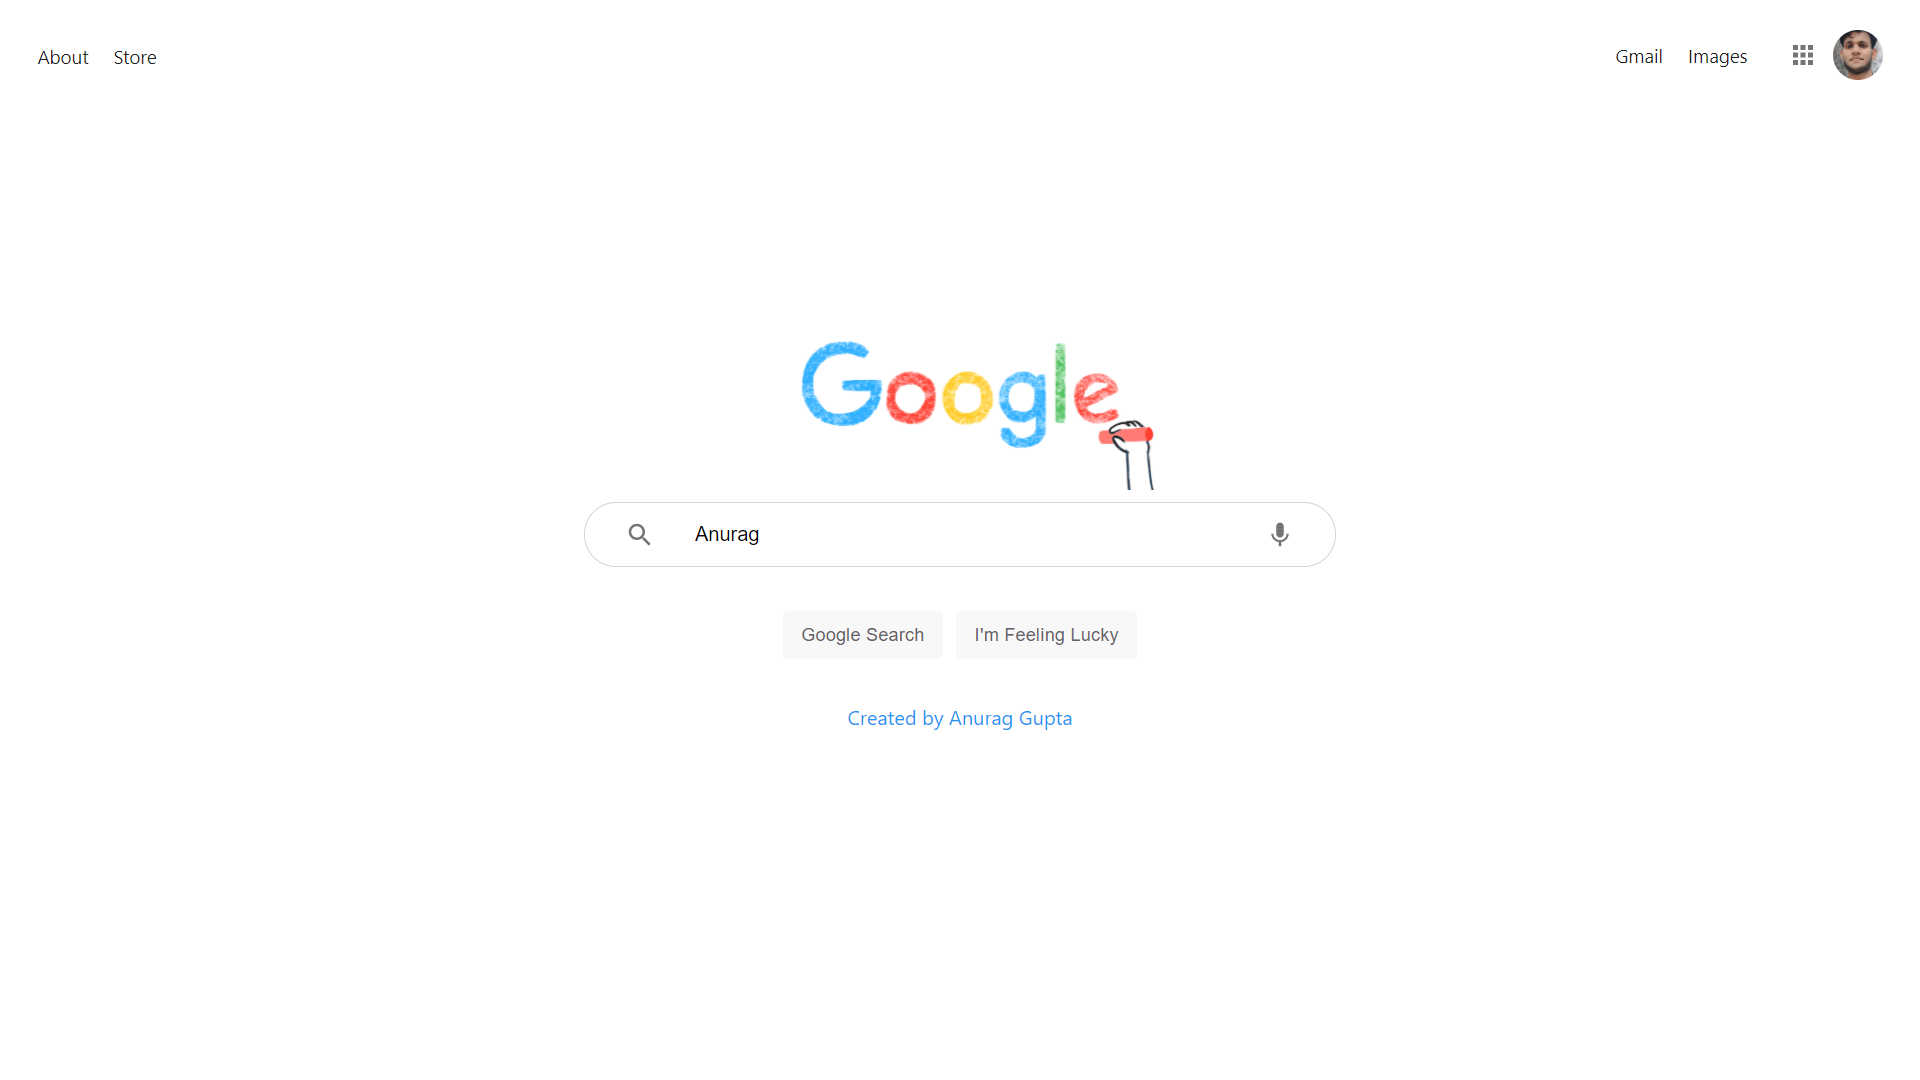 About Store
Gmail Images
Google
Anurag
Google Search I'm Feeling Lucky
Created by Anurag Gupta